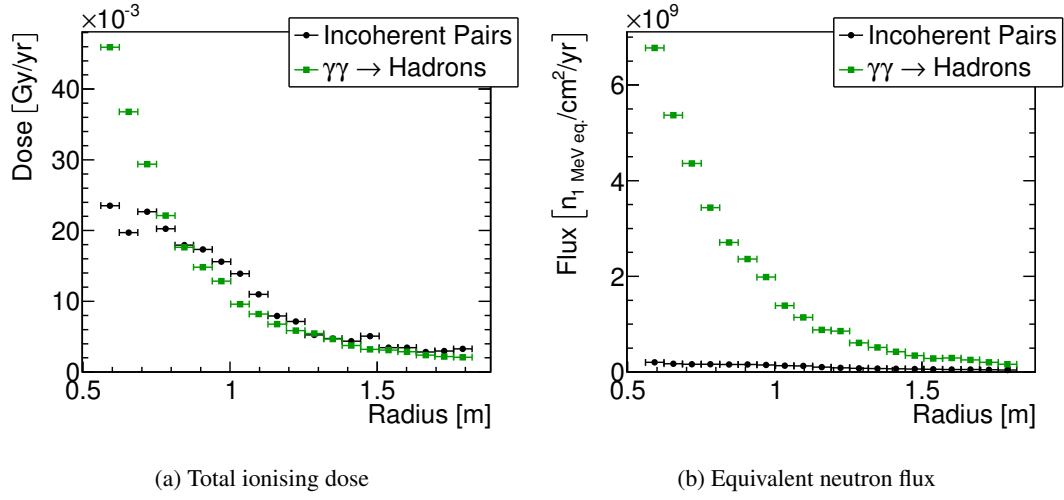 ×10⁻³
Dose [Gy/yr]
Incoherent Pairs
γγ → Hadrons
40
30
20
10
0
0.5 1 1.5
Radius [m]
(a) Total ionising dose
×10⁹
Flux [n₁ MeV eq./cm²/yr]
Incoherent Pairs
γγ → Hadrons
6
4
2
0
0.5 1 1.5
Radius [m]
(b) Equivalent neutron flux